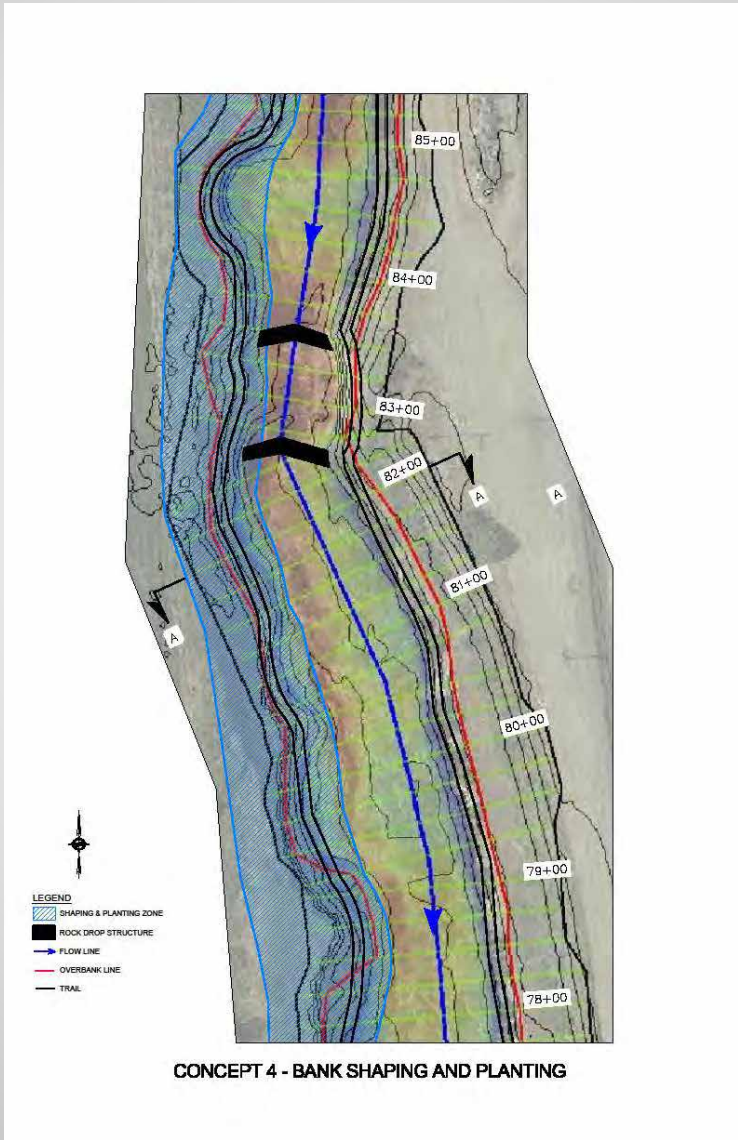 85+00
84+00
83+00
82+00
A
A
81+00
A
80+00
79+00
LEGEND
SHAPING & PLANTING ZONE
ROCK DROP STRUCTURE
FLOW LINE
OVERBANK LINE
TRAIL
78+00
CONCEPT 4 - BANK SHAPING AND PLANTING